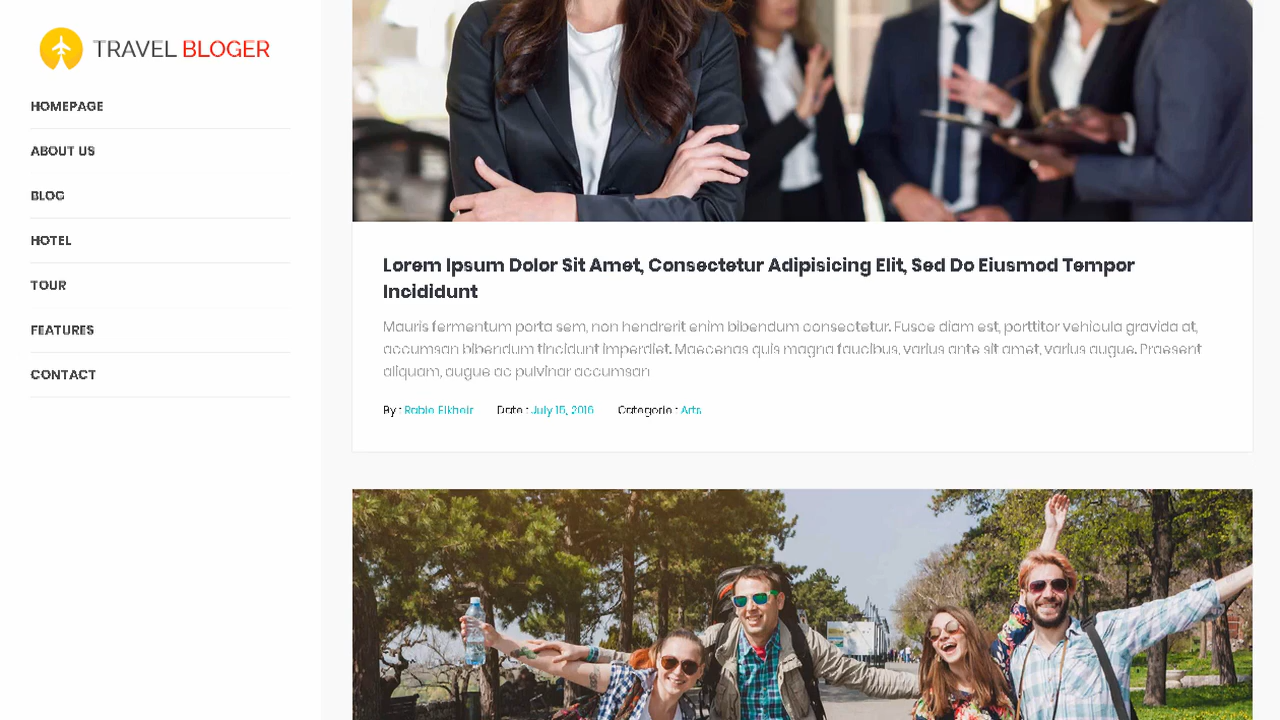 TRAVEL BLOGER
HOMEPAGE
ABOUT US
BLOG
HOTEL
TOUR
FEATURES
CONTACT
Lorem Ipsum Dolor Sit Amet, Consectetur Adipisicing Elit, Sed Do Eiusmod Tempor
Incididunt
Mauris fermentum porta sem, non hendrerit enim bibendum consectetur. Fusce diam est, porttitor vehicula gravida at,
accumsan bibendum tincidunt imperdiet. Maecenas quis magna faucibus, varius ante sit amet, varius augue. Praesent
aliquam, augue ac pulvinar accumsan
By : Rabie Elkheir Date : July 15, 2016 Categorie : Arts